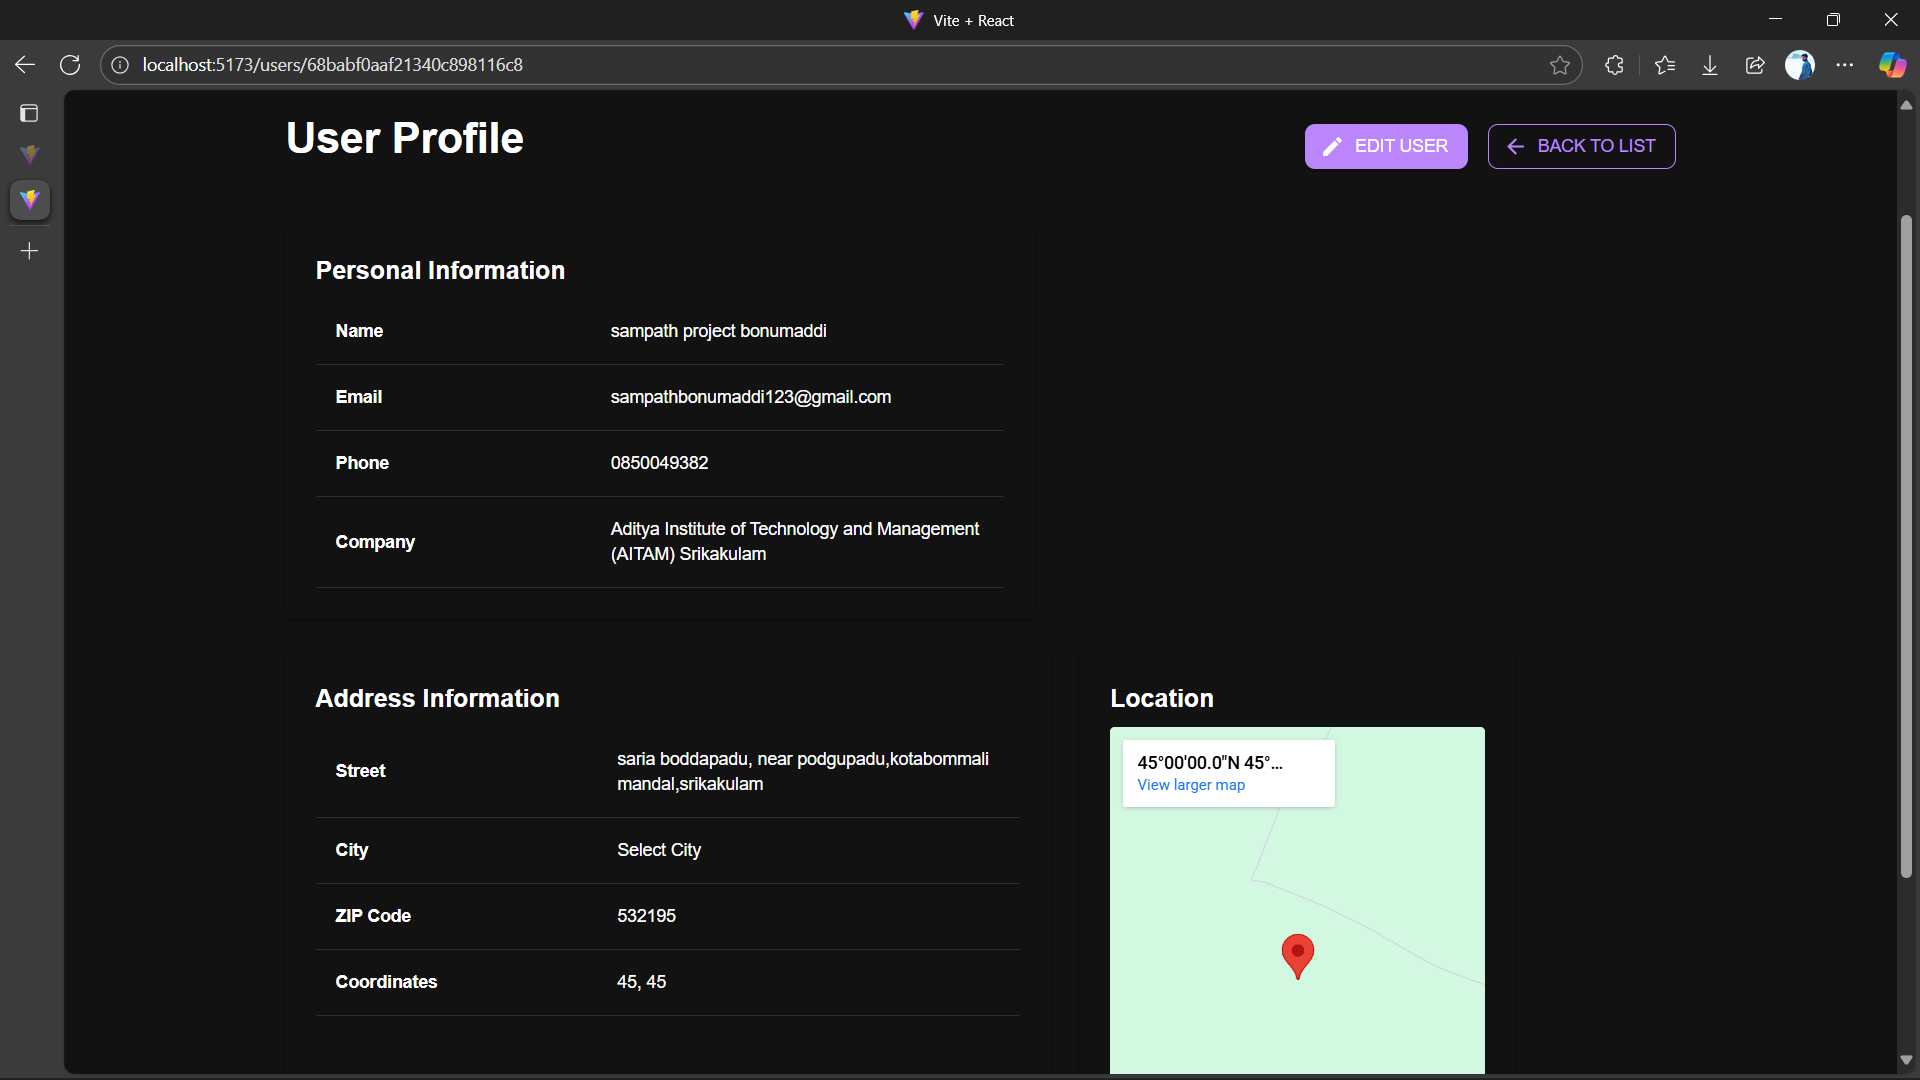 Vite + React
localhost:5173/users/68babf0aaf21340c898116c8
User Profile
EDIT USER
BACK TO LIST
Personal Information
Name
sampath project bonumaddi
Email
sampathbonumaddi123@gmail.com
Phone
0850049382
Company
Aditya Institute of Technology and Management
(AITAM) Srikakulam
Address Information
Street
saria boddapadu, near podgupadu,kotabommali
mandal,srikakulam
City
Select City
ZIP Code
532195
Coordinates
45, 45
Location
45°00'00.0"N 45°...
View larger map